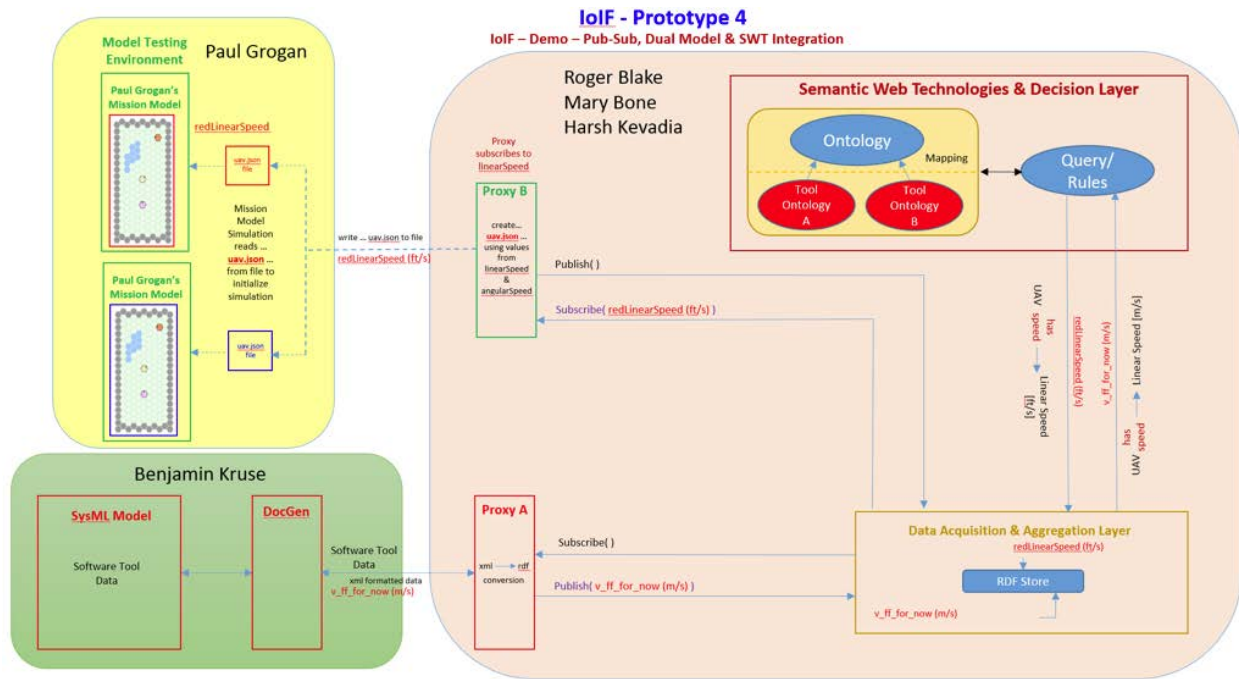 IoIF - Prototype 4
IoIF – Demo – Pub-Sub, Dual Model & SWT Integration
Model Testing
Environment
Paul Grogan
Paul Grogan's
Mission Model
redLinearSpeed
uav.json
file
Mission
Model
Simulation
reads ...
uav.json ...
from file to
initialize
simulation
Paul Grogan's
Mission Model
uav.json
file
write ... uav.json to file
redLinearSpeed (ft/s)
Roger Blake
Mary Bone
Harsh Kevadia
Proxy
subscribes to
linearSpeed
Proxy B
create...
uav.json ...
using values
from
linearSpeed
&
angularSpeed
Publish( )
Subscribe( redLinearSpeed (ft/s) )
Semantic Web Technologies & Decision Layer
Ontology
Tool
Ontology
A
Tool
Ontology
B
Mapping
Query/
Rules
UAV has speed Linear Speed [ft/s]
redLinearSpeed (ft/s)
v_ff_for_now (m/s)
UAV has speed Linear Speed [m/s]
Benjamin Kruse
SysML Model
Software Tool
Data
DocGen
Software Tool
Data
xml formatted data
v_ff_for_now (m/s)
Proxy A
xml rdf
conversion
Subscribe( )
Publish( v_ff_for_now (m/s) )
Data Acquisition & Aggregation Layer
redLinearSpeed (ft/s)
RDF Store
v_ff_for_now (m/s)